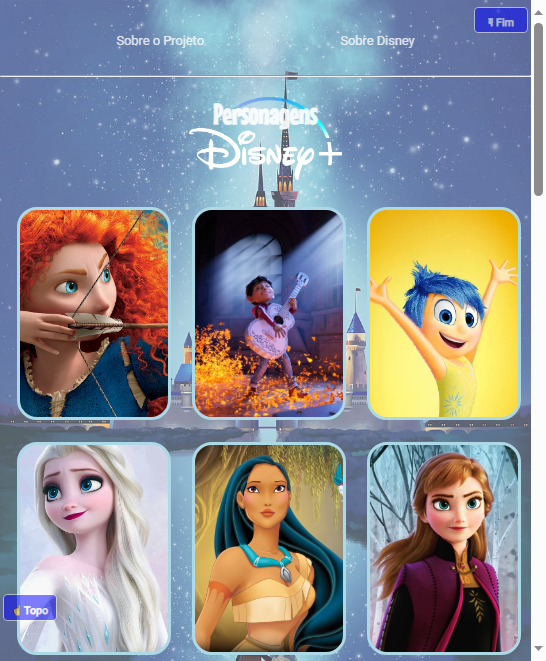 Fim
Sobre o Projeto
Sobre Disney
Personagens
Disney+
Topo